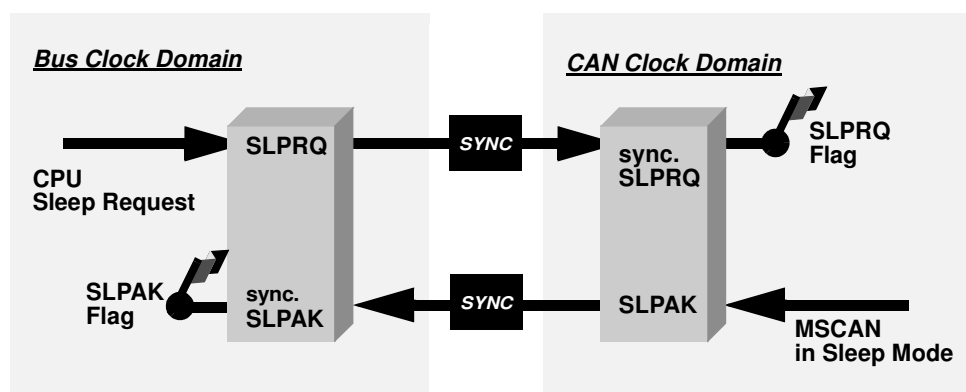 Bus Clock Domain
CAN Clock Domain
SLPRQ
SYNC
sync.
SLPRQ
SLPRQ
Flag
CPU
Sleep Request
SLPAK
Flag
sync.
SLPAK
SYNC
SLPAK
MSCAN
in Sleep Mode